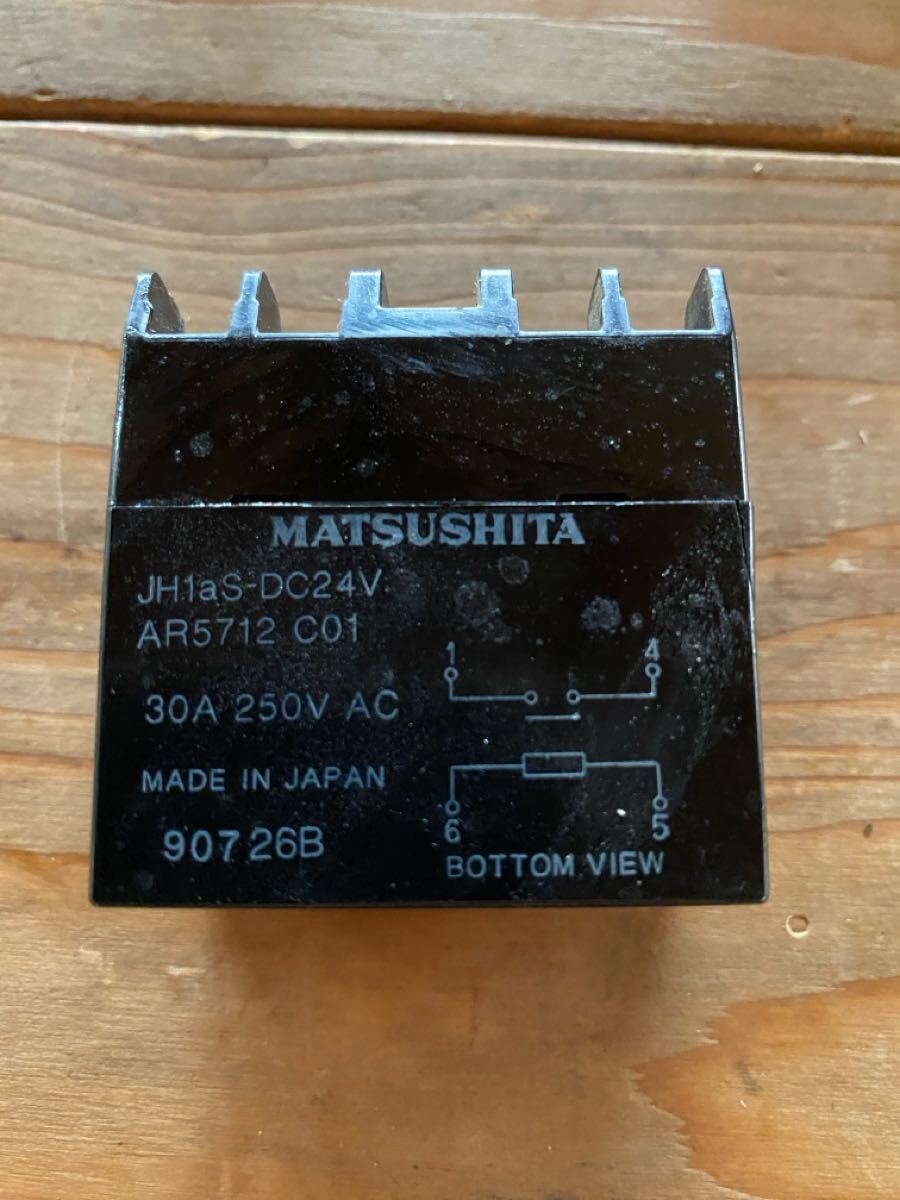 MATSUSHITA
JH1aS-DC24V
AR5712 C01
1 4
30A 250V AC
MADE IN JAPAN
6 5
90726B
BOTTOM VIEW